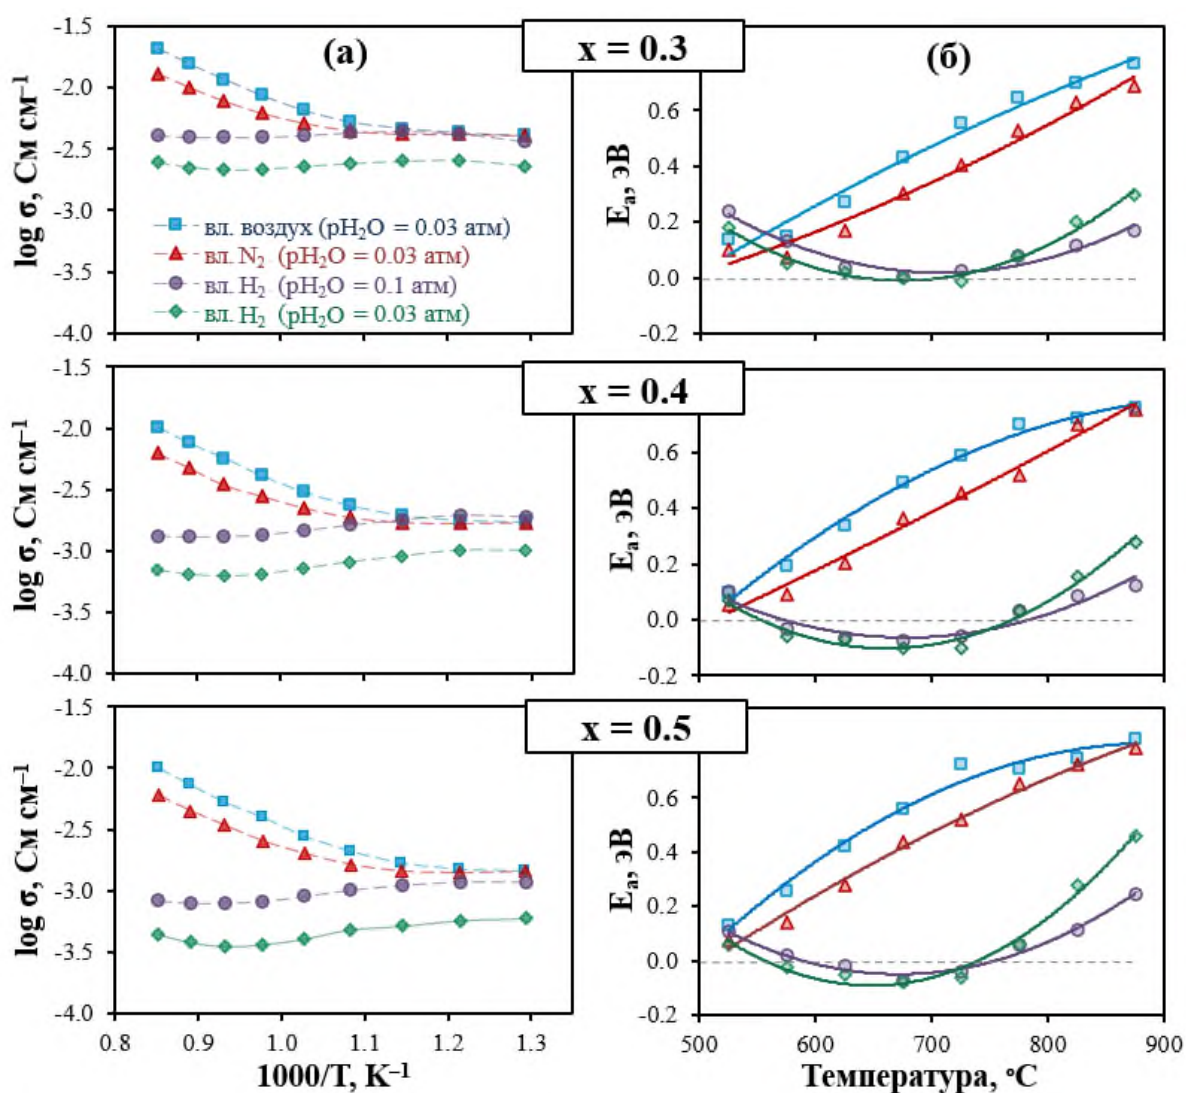 x = 0.3
(а)
(б)
-1.5
-2.0
-2.5
-3.0
-3.5
-4.0
log σ, См см⁻¹
вл. воздух (pH₂O = 0.03 атм)
вл. N₂ (pH₂O = 0.03 атм)
вл. H₂ (pH₂O = 0.1 атм)
вл. H₂ (pH₂O = 0.03 атм)
0.6
0.4
0.2
0.0
-0.2
Eₐ, эВ
x = 0.4
-1.5
-2.0
-2.5
-3.0
-3.5
-4.0
log σ, См см⁻¹
0.6
0.4
0.2
0.0
-0.2
Eₐ, эВ
x = 0.5
-1.5
-2.0
-2.5
-3.0
-3.5
-4.0
log σ, См см⁻¹
0.8 0.9 1.0 1.1 1.2 1.3
1000/T, K⁻¹
0.6
0.4
0.2
0.0
-0.2
Eₐ, эВ
500 600 700 800 900
Температура, °C